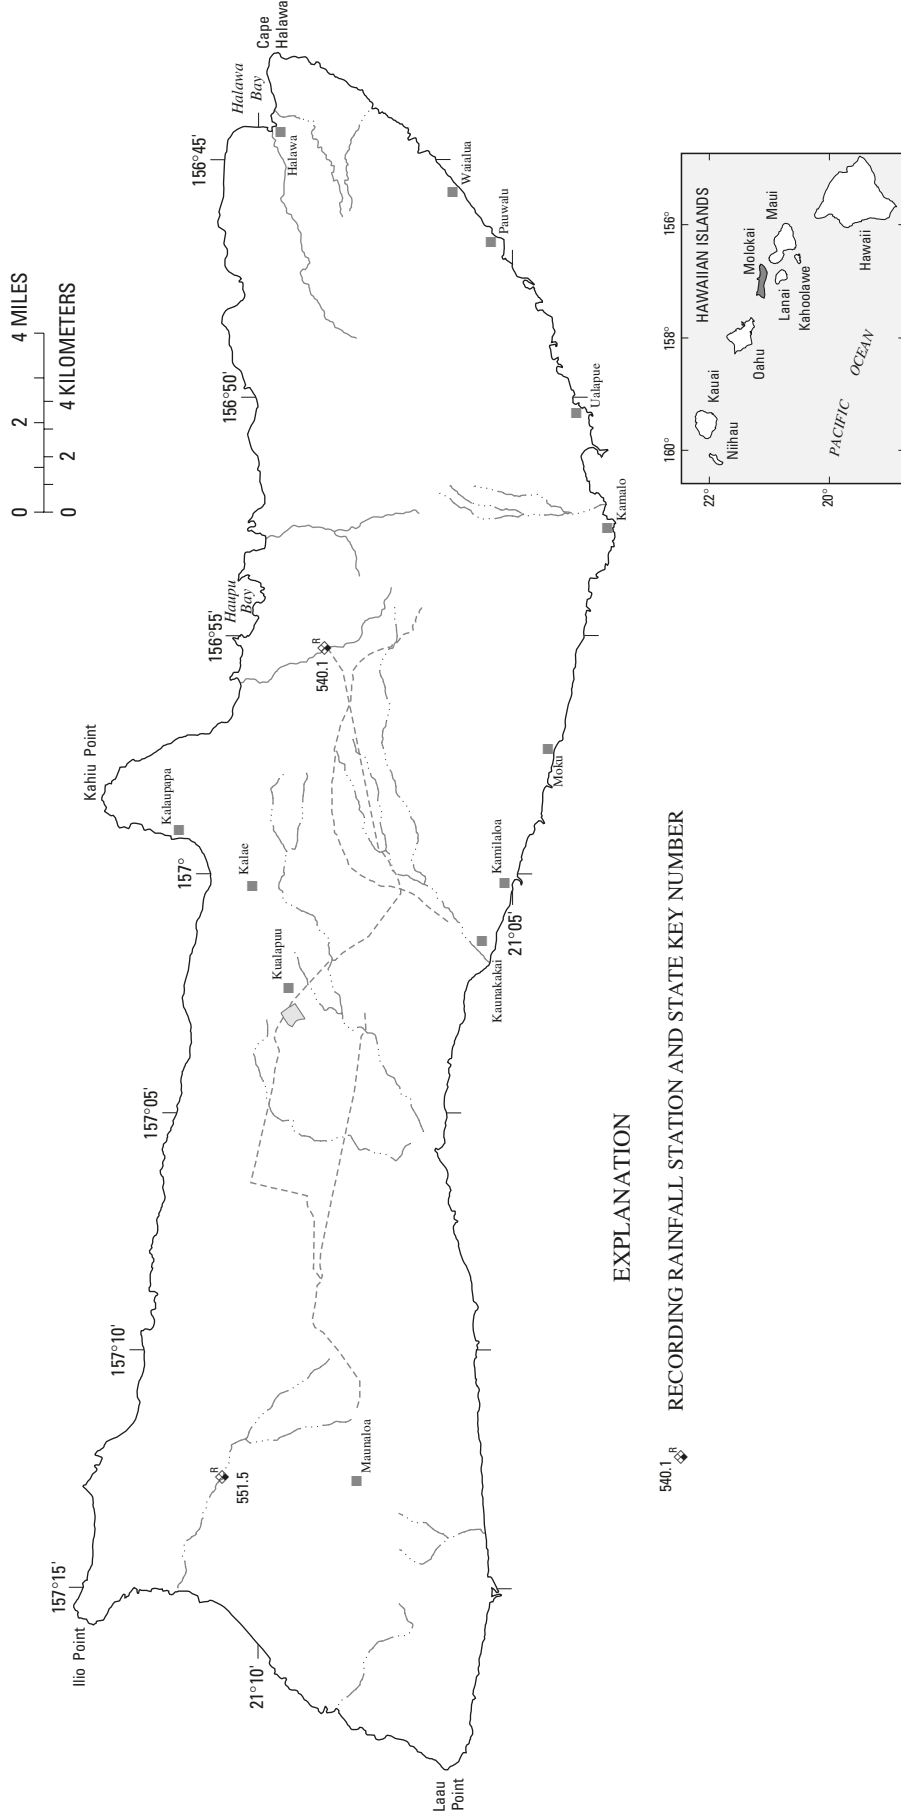 0 2 4 MILES
0 2 4 KILOMETERS
157°15'
157°10'
157°05'
157°
156°55'
156°50'
156°45'
Ilio Point
Kahiu Point
Kalaupapa
Haupu
Bay
Halawa
Bay
Cape
Halawa
Halawa
Kalae
Kualapuu
R
551.5
R
540.1
21°10'
Maunaloa
Laau
Point
Waialua
Pauwalu
Ualapue
Kamalo
Moku
Kamilaloa
21°05'
Kaunakakai
EXPLANATION
540.1
R
RECORDING RAINFALL STATION AND STATE KEY NUMBER
160°
158°
156°
22°
20°
HAWAIIAN ISLANDS
Kauai
Niihau
Oahu
Molokai
Maui
Lanai
Kahoolawe
Hawaii
PACIFIC
OCEAN